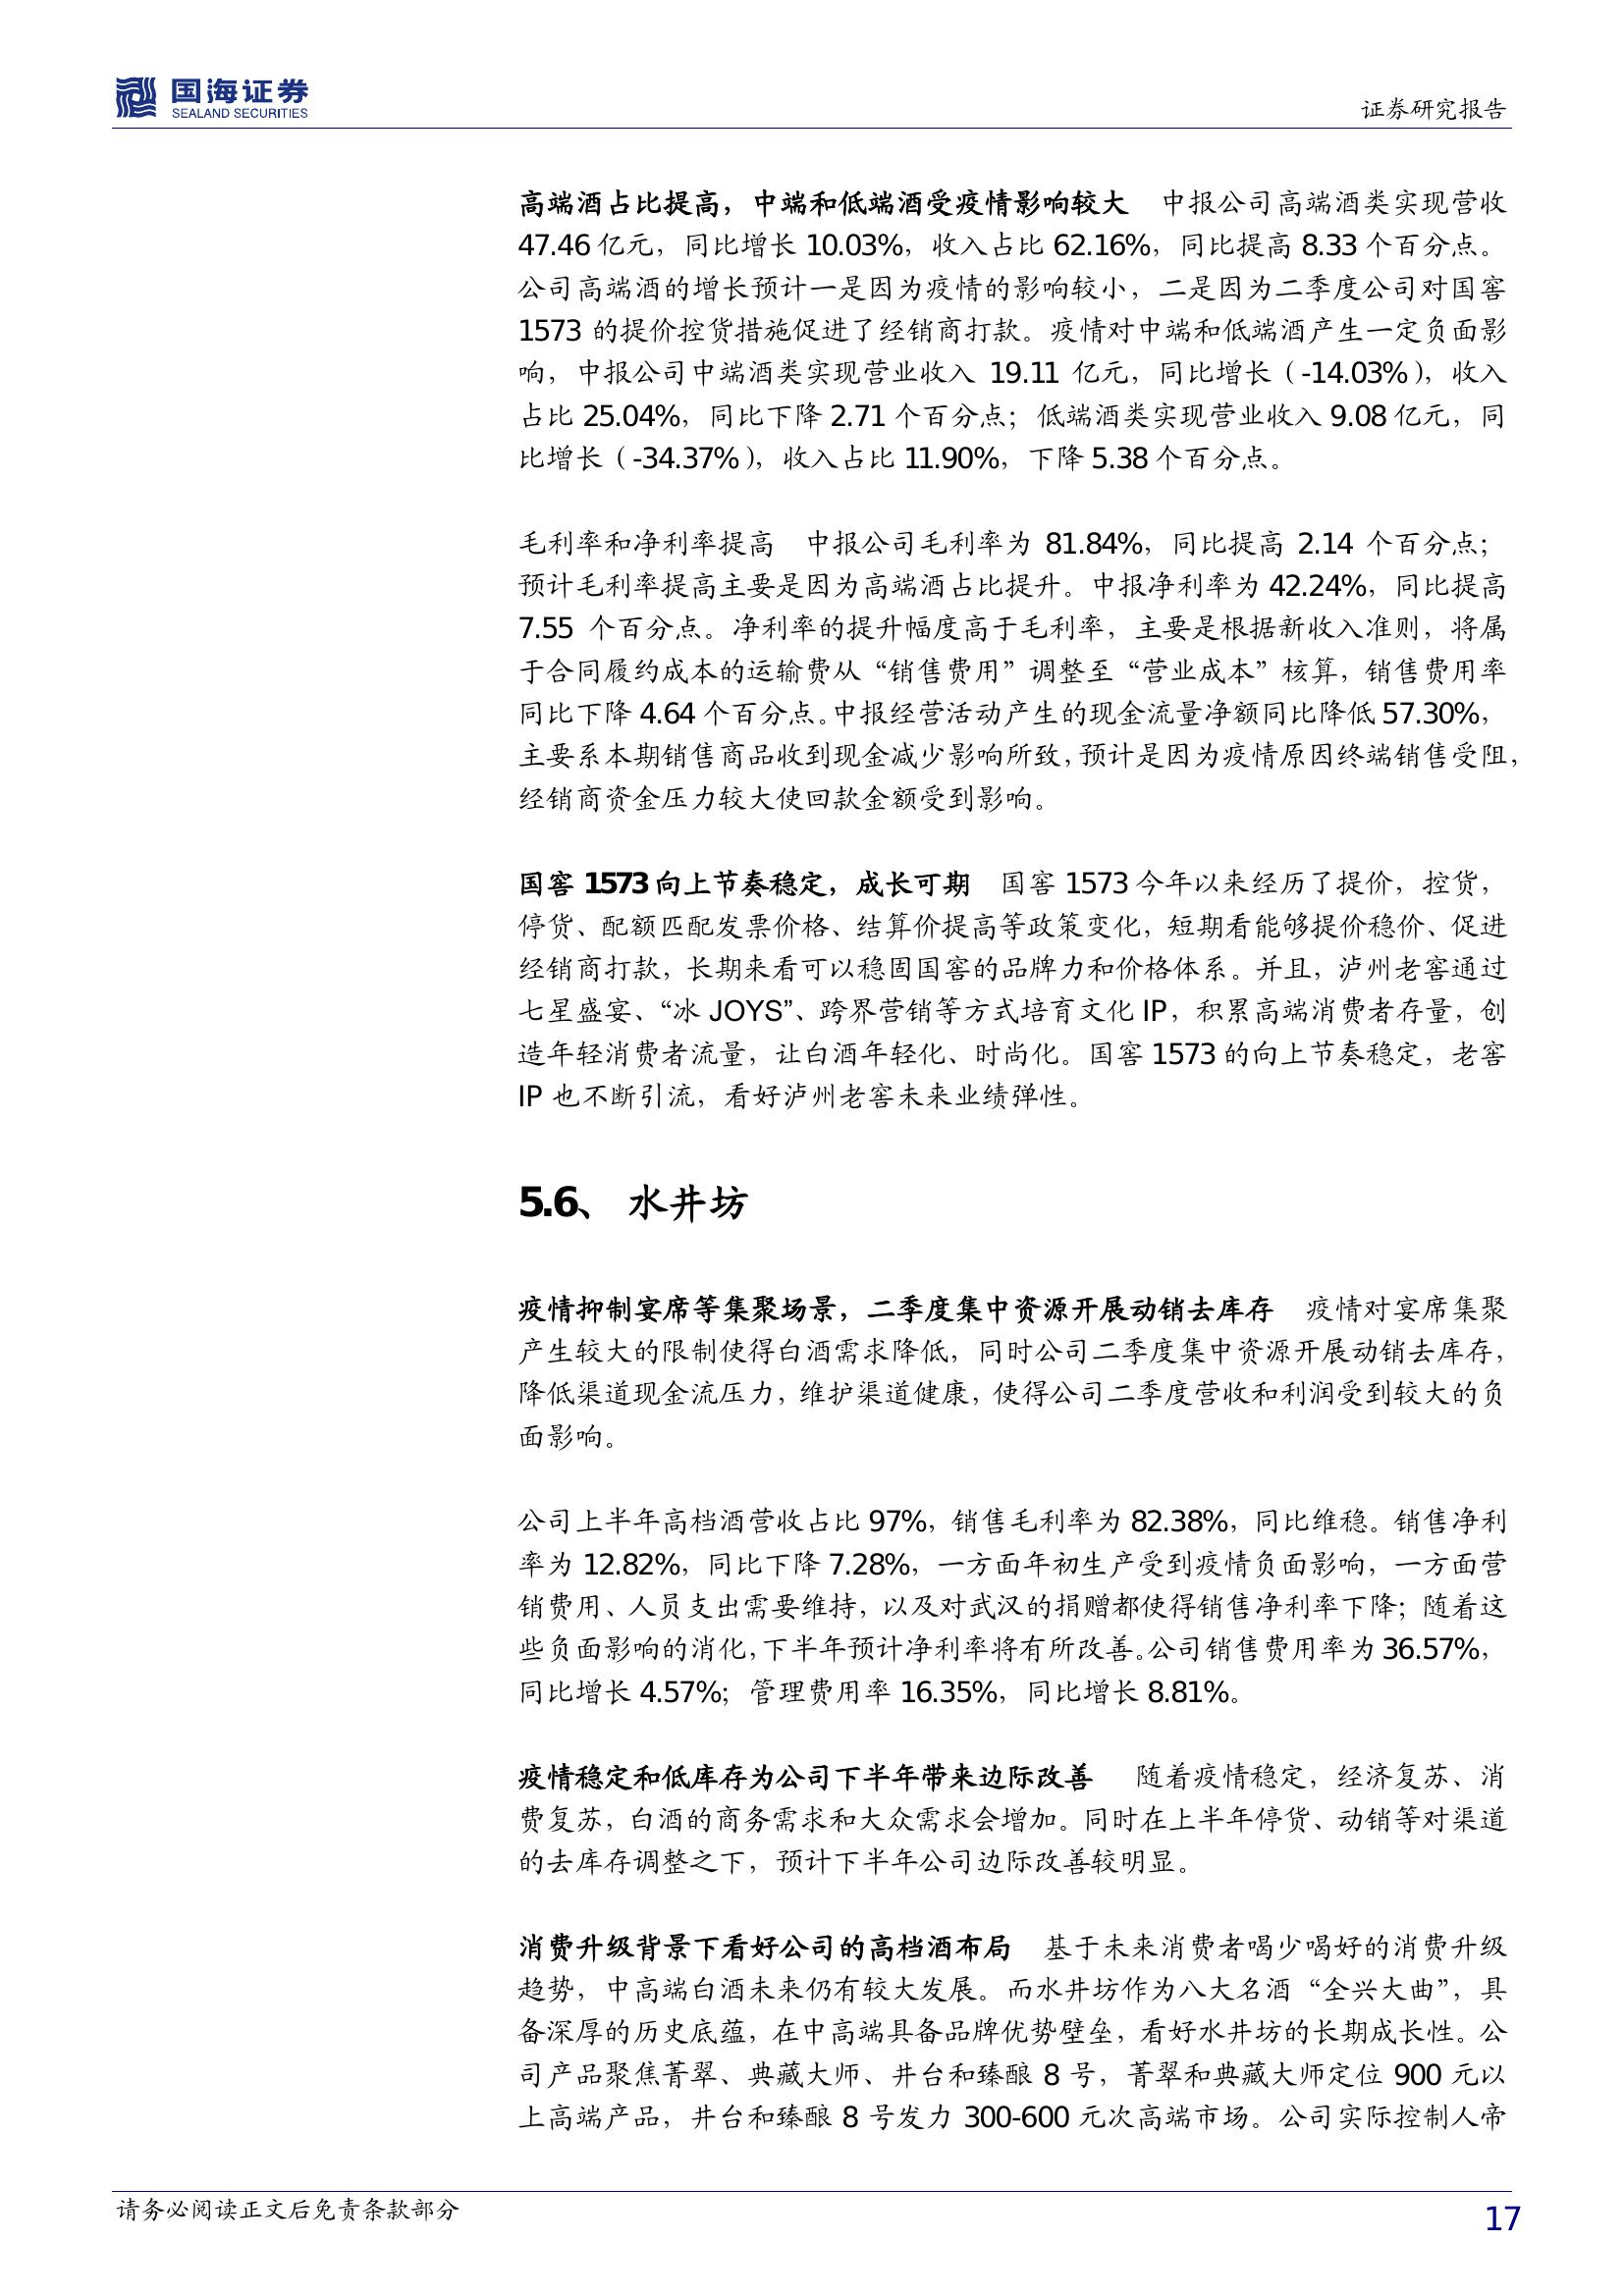 国海证券
SEALAND SECURITIES
证券研究报告
高端酒占比提高，中端和低端酒受疫情影响较大 中报公司高端酒类实现营收
47.46 亿元，同比增长 10.03%，收入占比 62.16%，同比提高 8.33 个百分点。
公司高端酒的增长预计一是因为疫情的影响较小，二是因为二季度公司对国窖
1573 的提价控货措施促进了经销商打款。疫情对中端和低端酒产生一定负面影
响，中报公司中端酒类实现营业收入 19.11 亿元，同比增长（-14.03%），收入
占比 25.04%，同比下降 2.71 个百分点；低端酒类实现营业收入 9.08 亿元，同
比增长（-34.37%），收入占比 11.90%，下降 5.38 个百分点。
毛利率和净利率提高 中报公司毛利率为 81.84%，同比提高 2.14 个百分点；
预计毛利率提高主要是因为高端酒占比提升。中报净利率为 42.24%，同比提高
7.55 个百分点。净利率的提升幅度高于毛利率，主要是根据新收入准则，将属
于合同履约成本的运输费从“销售费用”调整至“营业成本”核算，销售费用率
同比下降 4.64 个百分点。中报经营活动产生的现金流量净额同比降低 57.30%，
主要系本期销售商品收到现金减少影响所致，预计是因为疫情原因终端销售受阻，
经销商资金压力较大使回款金额受到影响。
国窖 1573 向上节奏稳定，成长可期 国窖 1573 今年以来经历了提价，控货，
停货、配额匹配发票价格、结算价提高等政策变化，短期看能够提价稳价、促进
经销商打款，长期来看可以稳固国窖的品牌力和价格体系。并且，泸州老窖通过
七星盛宴、“冰 JOYS”、跨界营销等方式培育文化 IP，积累高端消费者存量，创
造年轻消费者流量，让白酒年轻化、时尚化。国窖 1573 的向上节奏稳定，老窖
IP 也不断引流，看好泸州老窖未来业绩弹性。
5.6、 水井坊
疫情抑制宴席等集聚场景，二季度集中资源开展动销去库存 疫情对宴席集聚
产生较大的限制使得白酒需求降低，同时公司二季度集中资源开展动销去库存，
降低渠道现金流压力，维护渠道健康，使得公司二季度营收和利润受到较大的负
面影响。
公司上半年高档酒营收占比 97%，销售毛利率为 82.38%，同比维稳。销售净利
率为 12.82%，同比下降 7.28%，一方面年初生产受到疫情负面影响，一方面营
销费用、人员支出需要维持，以及对武汉的捐赠都使得销售净利率下降；随着这
些负面影响的消化，下半年预计净利率将有所改善。公司销售费用率为 36.57%，
同比增长 4.57%；管理费用率 16.35%，同比增长 8.81%。
疫情稳定和低库存为公司下半年带来边际改善 随着疫情稳定，经济复苏、消
费复苏，白酒的商务需求和大众需求会增加。同时在上半年停货、动销等对渠道
的去库存调整之下，预计下半年公司边际改善较明显。
消费升级背景下看好公司的高档酒布局 基于未来消费者喝少喝好的消费升级
趋势，中高端白酒未来仍有较大发展。而水井坊作为八大名酒“全兴大曲”，具
备深厚的历史底蕴，在中高端具备品牌优势壁垒，看好水井坊的长期成长性。公
司产品聚焦菁翠、典藏大师、井台和臻酿 8 号，菁翠和典藏大师定位 900 元以
上高端产品，井台和臻酿 8 号发力 300-600 元次高端市场。公司实际控制人帝
请务必阅读正文后免责条款部分
17